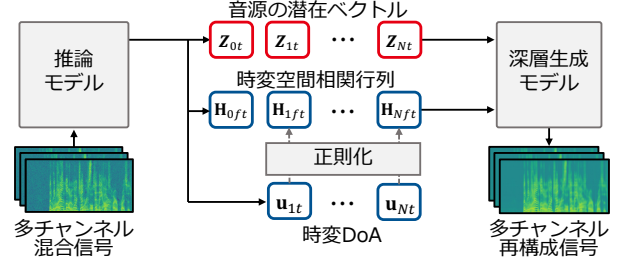 音源の潜在ベクトル
推論
モデル
Z0t Z1t ⋯ ZNt
深層生成
モデル
時変空間相関行列
H0ft H1ft ⋯ HNft
正則化
u1t ⋯ uNt
時変DoA
多チャンネル
混合信号
多チャンネル
再構成信号